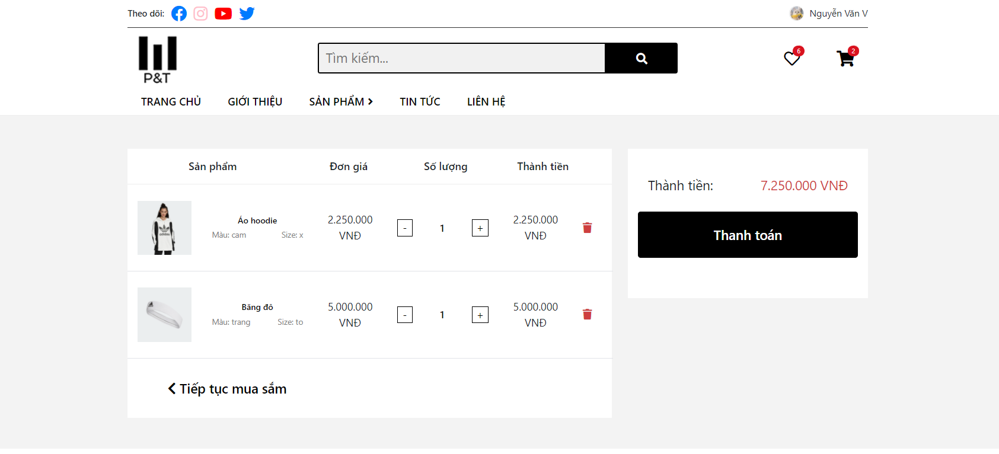 Theo dõi:
Nguyễn Văn V
P&T
Tìm kiếm...
6
2
TRANG CHỦ GIỚI THIỆU SẢN PHẨM TIN TỨC LIÊN HỆ
Sản phẩm Đơn giá Số lượng Thành tiền
Áo hoodie
Màu: cam Size: x
2.250.000
VNĐ
- 1 +
2.250.000
VNĐ
adidas
Băng đô
Màu: trang Size: to
5.000.000
VNĐ
- 1 +
5.000.000
VNĐ
Tiếp tục mua sắm
Thành tiền: 7.250.000 VNĐ
Thanh toán